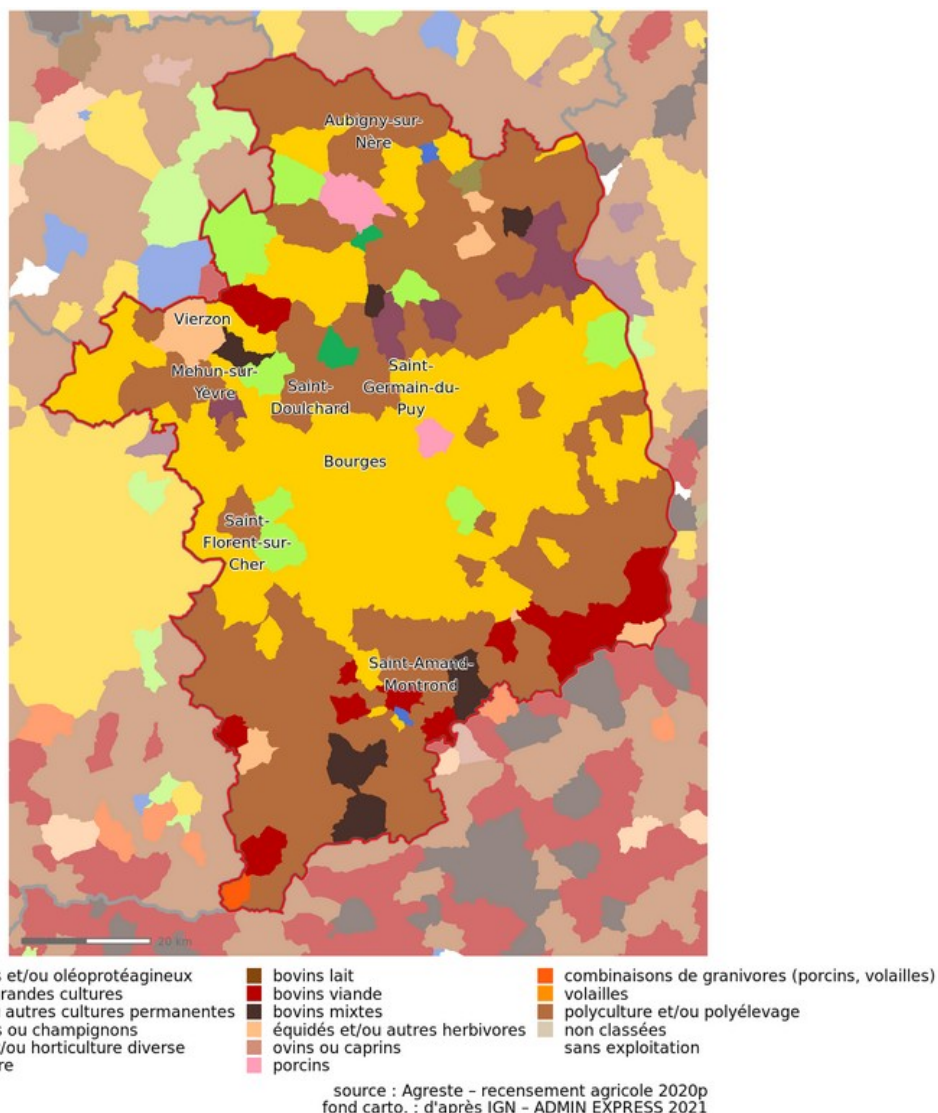 Aubigny-sur-
Nère
Vierzon
Mehun-sur-
Yèvre
Saint-
Doulchard
Saint-
Germain-du-
Puy
Bourges
Saint-
Florent-sur-
Cher
Saint-Amand-
Montrond
20 km
s et/ou oléoprotéagineux
grandes cultures
u autres cultures permanentes
s ou champignons
t/ou horticulture diverse
re
bovins lait
bovins viande
bovins mixtes
équidés et/ou autres herbivores
ovins ou caprins
porcins
combinaisons de granivores (porcins, volailles)
volailles
polyculture et/ou polyélevage
non classées
sans exploitation
source : Agreste – recensement agricole 2020p
fond carto. : d'après IGN – ADMIN EXPRESS 2021